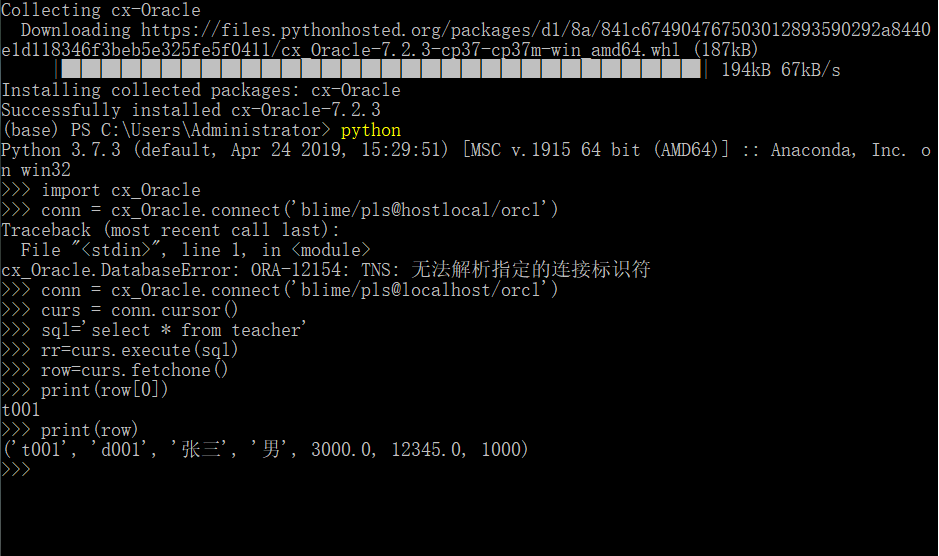 Collecting cx-Oracle
  Downloading https://files.pythonhosted.org/packages/d1/8a/841c674904767503012893590292a8440
e1d118346f3beb5e325fe5f0411/cx_Oracle-7.2.3-cp37-cp37m-win_amd64.whl (187kB)
194kB 67kB/s
Installing collected packages: cx-Oracle
Successfully installed cx-Oracle-7.2.3
(base) PS C:\Users\Administrator> python
Python 3.7.3 (default, Apr 24 2019, 15:29:51) [MSC v.1915 64 bit (AMD64)] :: Anaconda, Inc. o
n win32
>>> import cx_Oracle
>>> conn = cx_Oracle.connect('blime/pls@hostlocal/orcl')
Traceback (most recent call last):
  File "<stdin>", line 1, in <module>
cx_Oracle.DatabaseError: ORA-12154: TNS: 无法解析指定的连接标识符
>>> conn = cx_Oracle.connect('blime/pls@localhost/orcl')
>>> curs = conn.cursor()
>>> sql='select * from teacher'
>>> rr=curs.execute(sql)
>>> row=curs.fetchone()
>>> print(row[0])
t001
>>> print(row)
('t001', 'd001', '张三', '男', 3000.0, 12345.0, 1000)
>>>